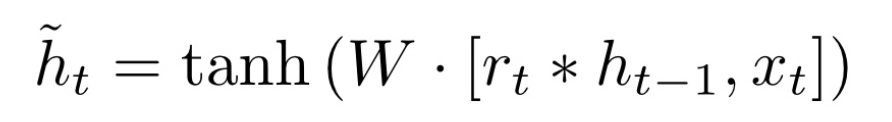 h̃_t = tanh (W · [r_t * h_{t−1}, x_t])